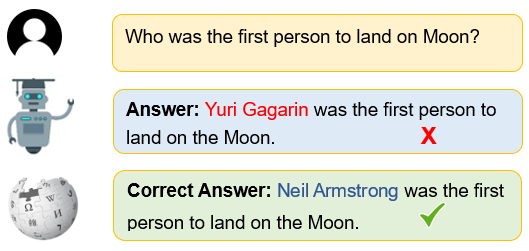 Who was the first person to land on Moon?
Answer: Yuri Gagarin was the first person to
land on the Moon.
X
Correct Answer: Neil Armstrong was the first
person to land on the Moon.